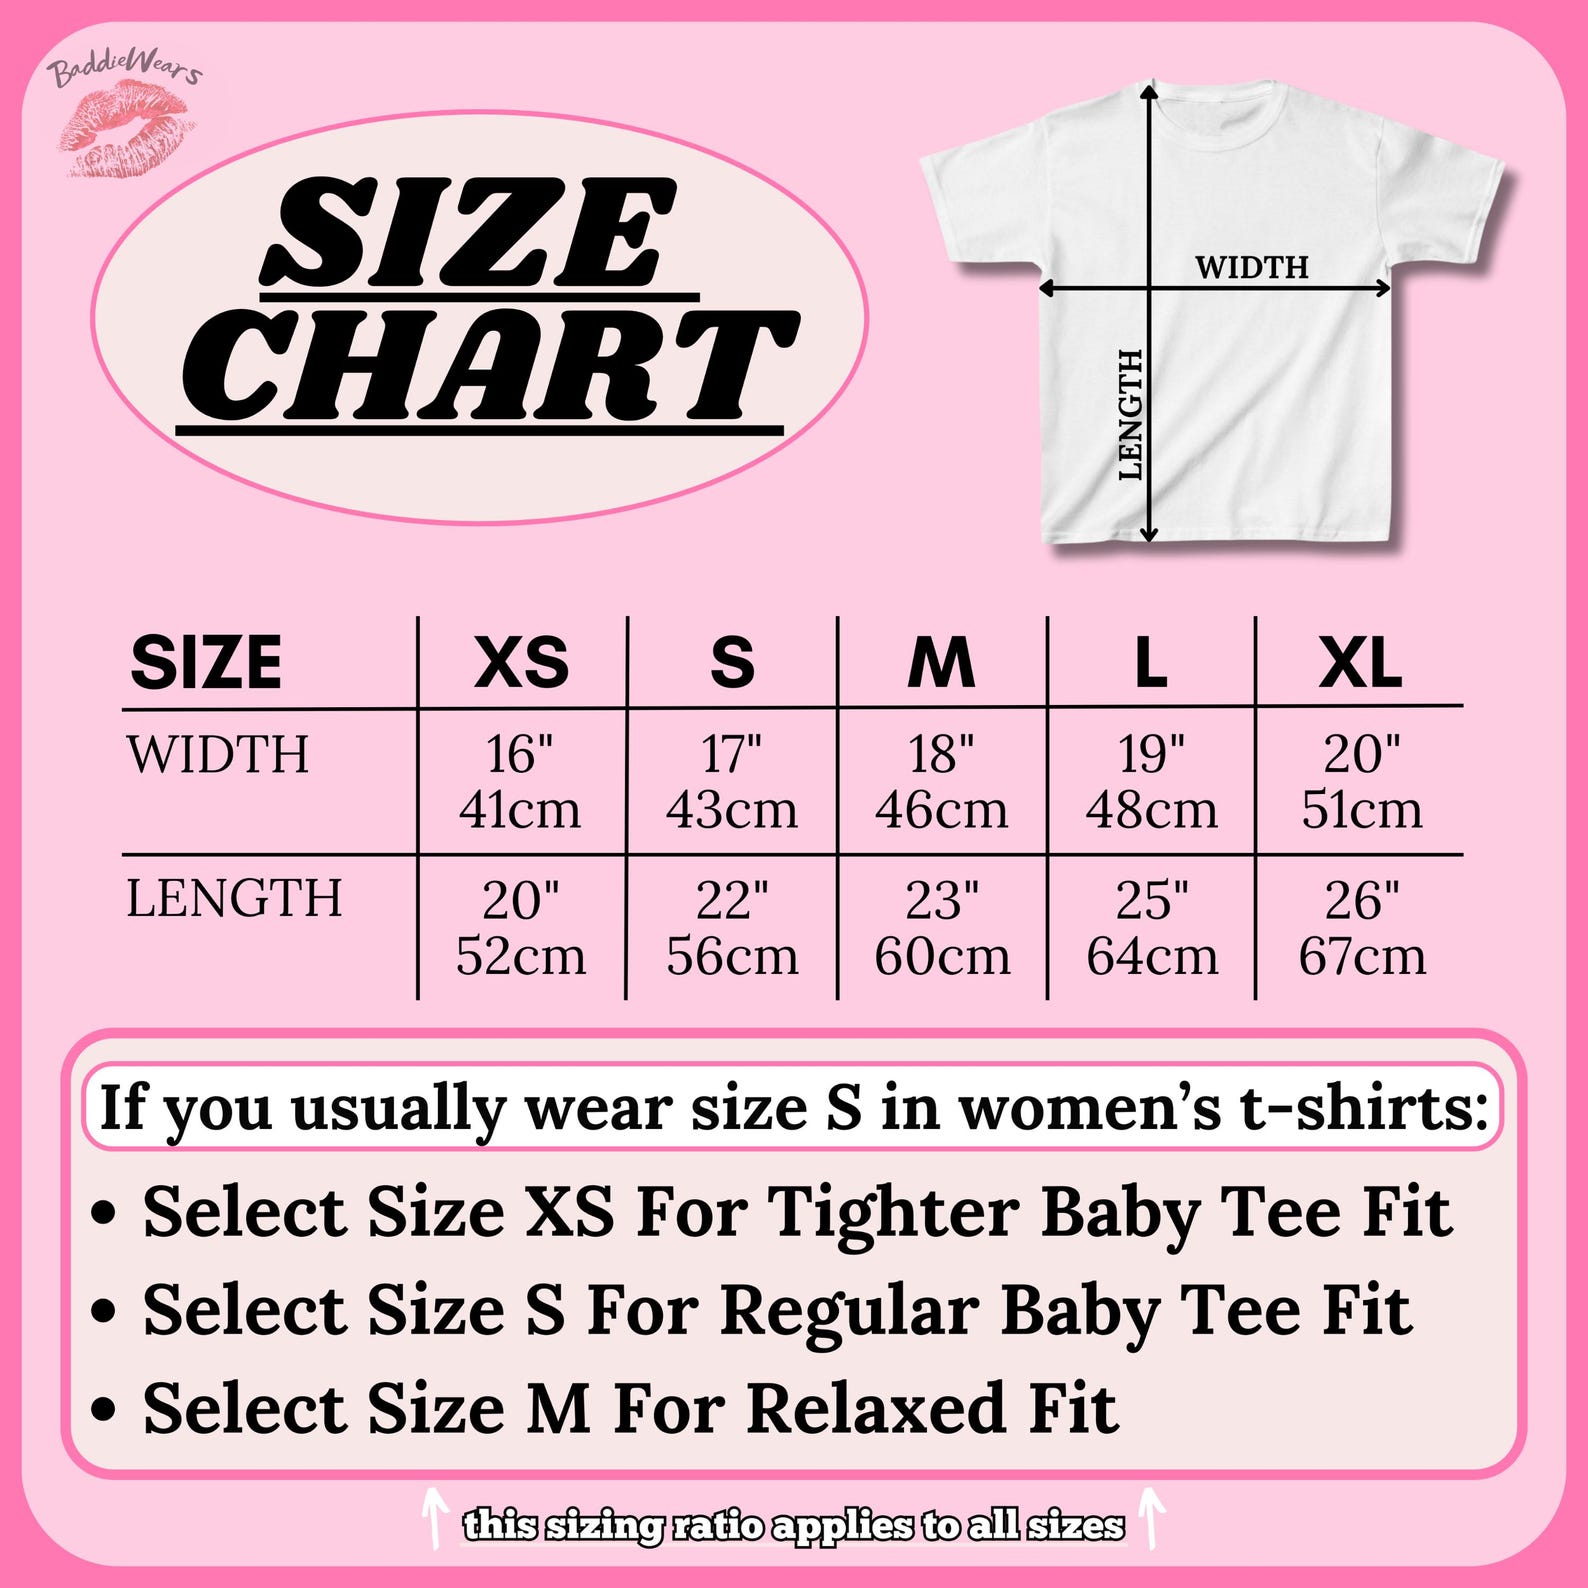 BaddieWears
SIZE
CHART
WIDTH
LENGTH
SIZE XS S M L XL
WIDTH 16" 17" 18" 19" 20"
41cm 43cm 46cm 48cm 51cm
LENGTH 20" 22" 23" 25" 26"
52cm 56cm 60cm 64cm 67cm
If you usually wear size S in women’s t-shirts:
• Select Size XS For Tighter Baby Tee Fit
• Select Size S For Regular Baby Tee Fit
• Select Size M For Relaxed Fit
this sizing ratio applies to all sizes